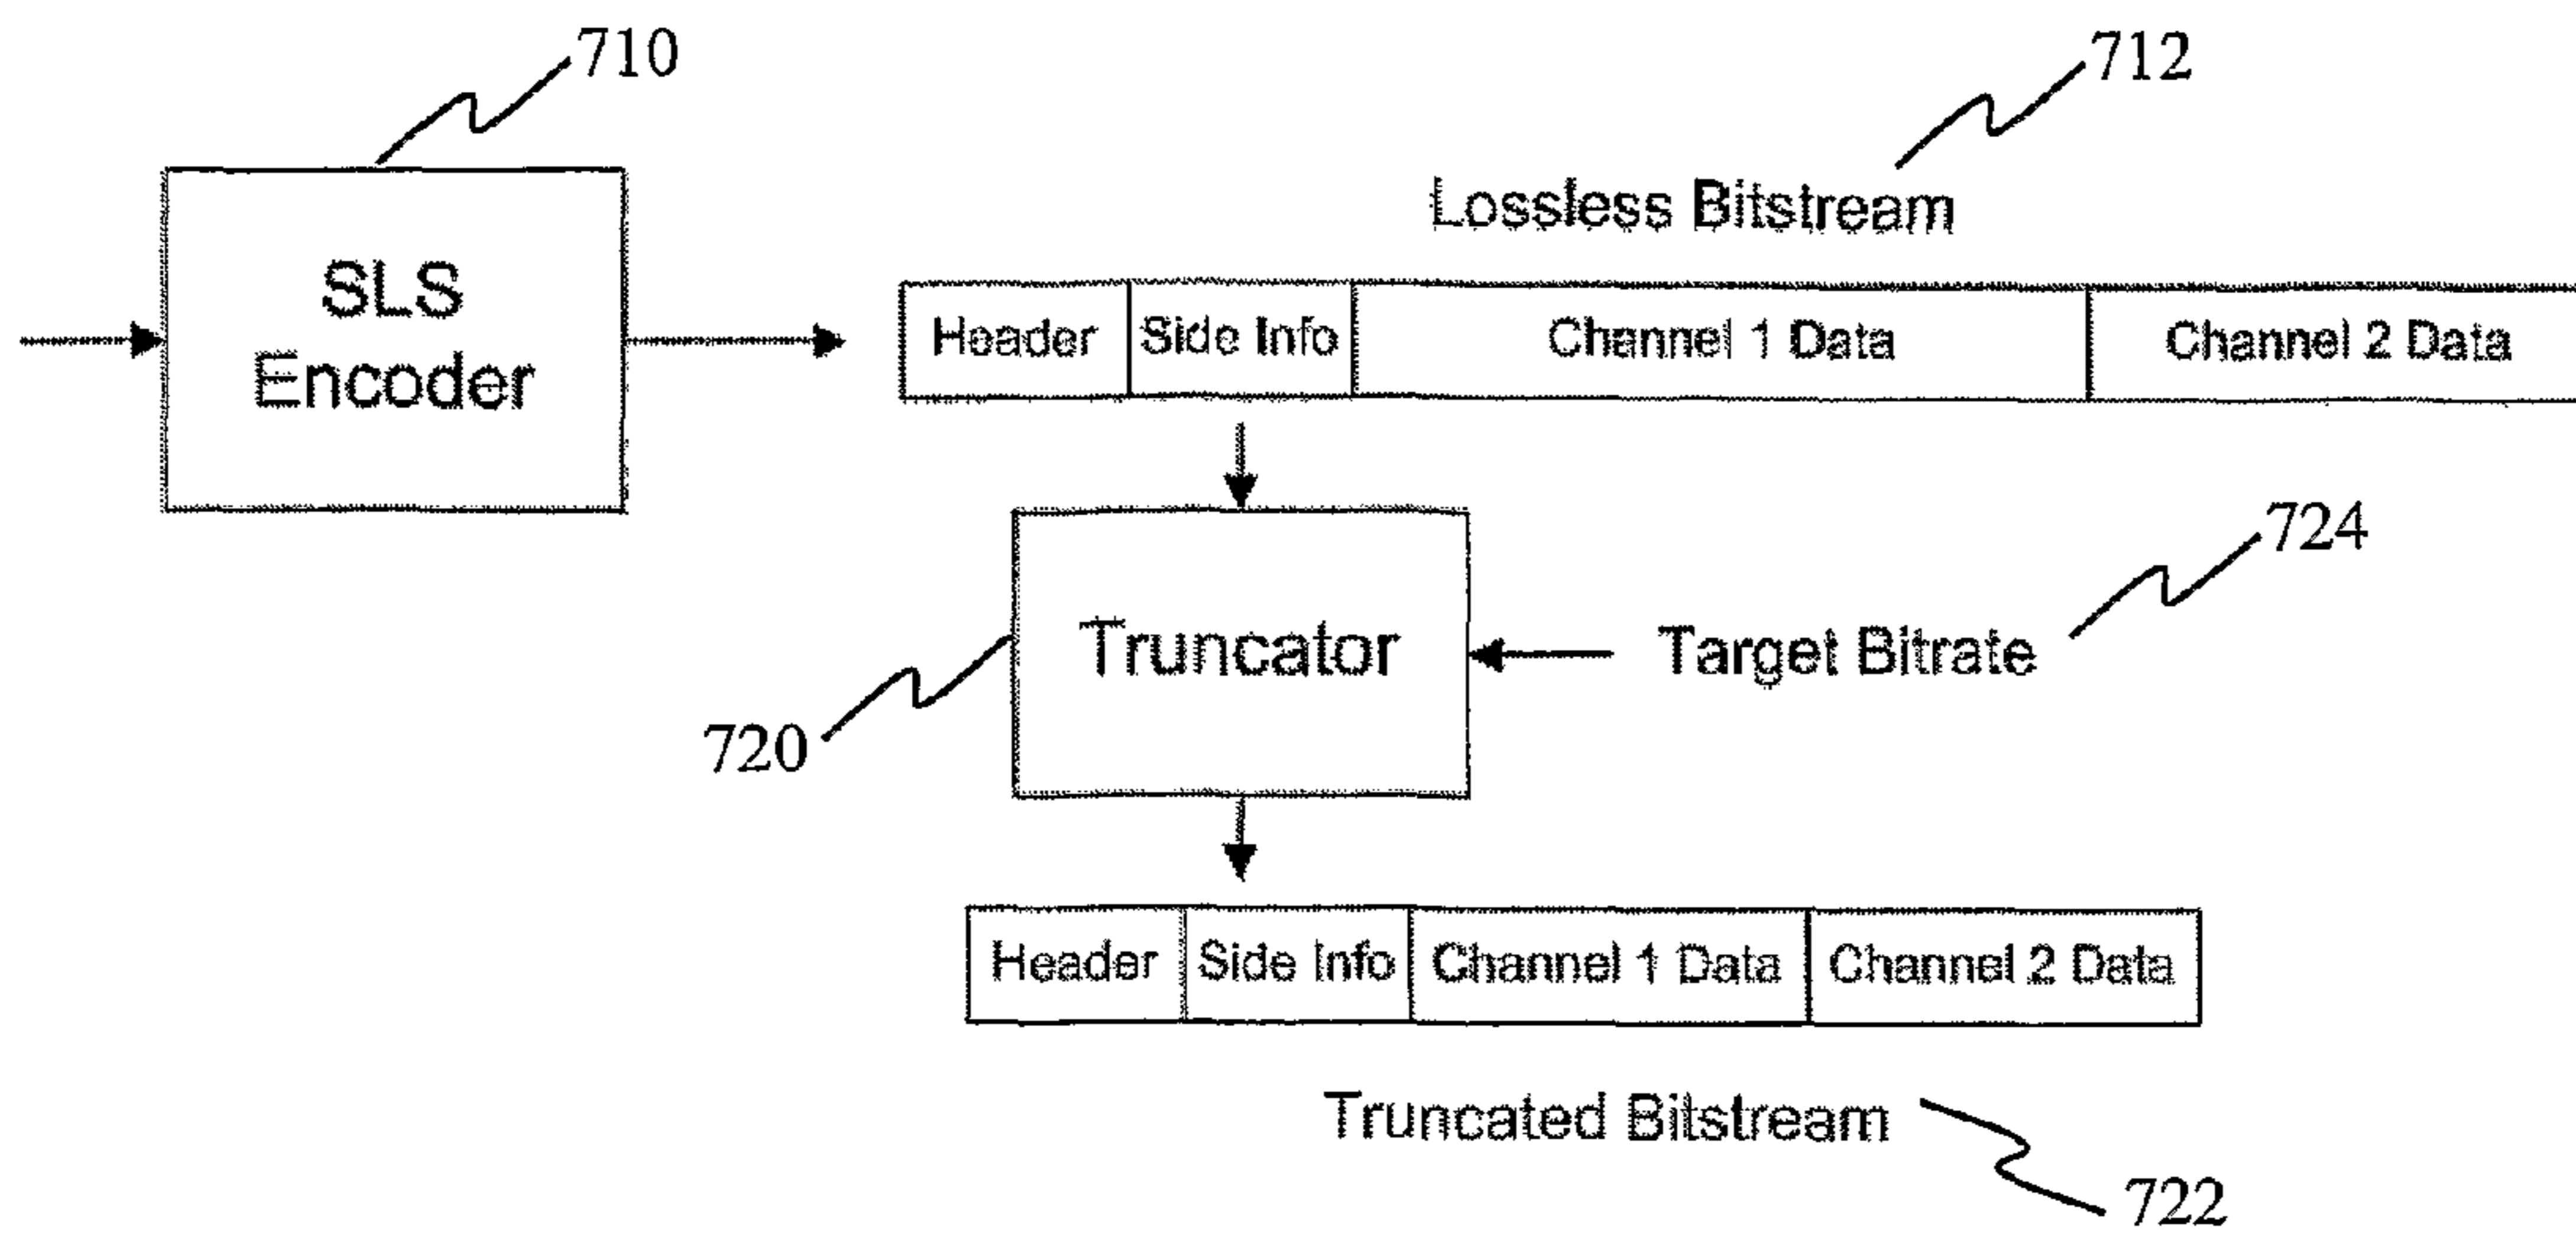 710
712
Lossless Bitstream
SLS
Encoder
Header Side Info Channel 1 Data Channel 2 Data
724
Truncator
Target Bitrate
720
Header Side Info Channel 1 Data Channel 2 Data
Truncated Bitstream
722